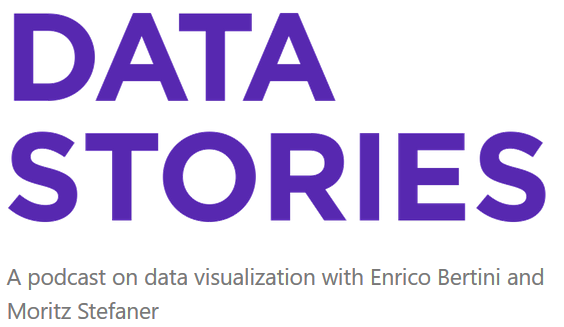 DATA
STORIES
A podcast on data visualization with Enrico Bertini and
Moritz Stefaner